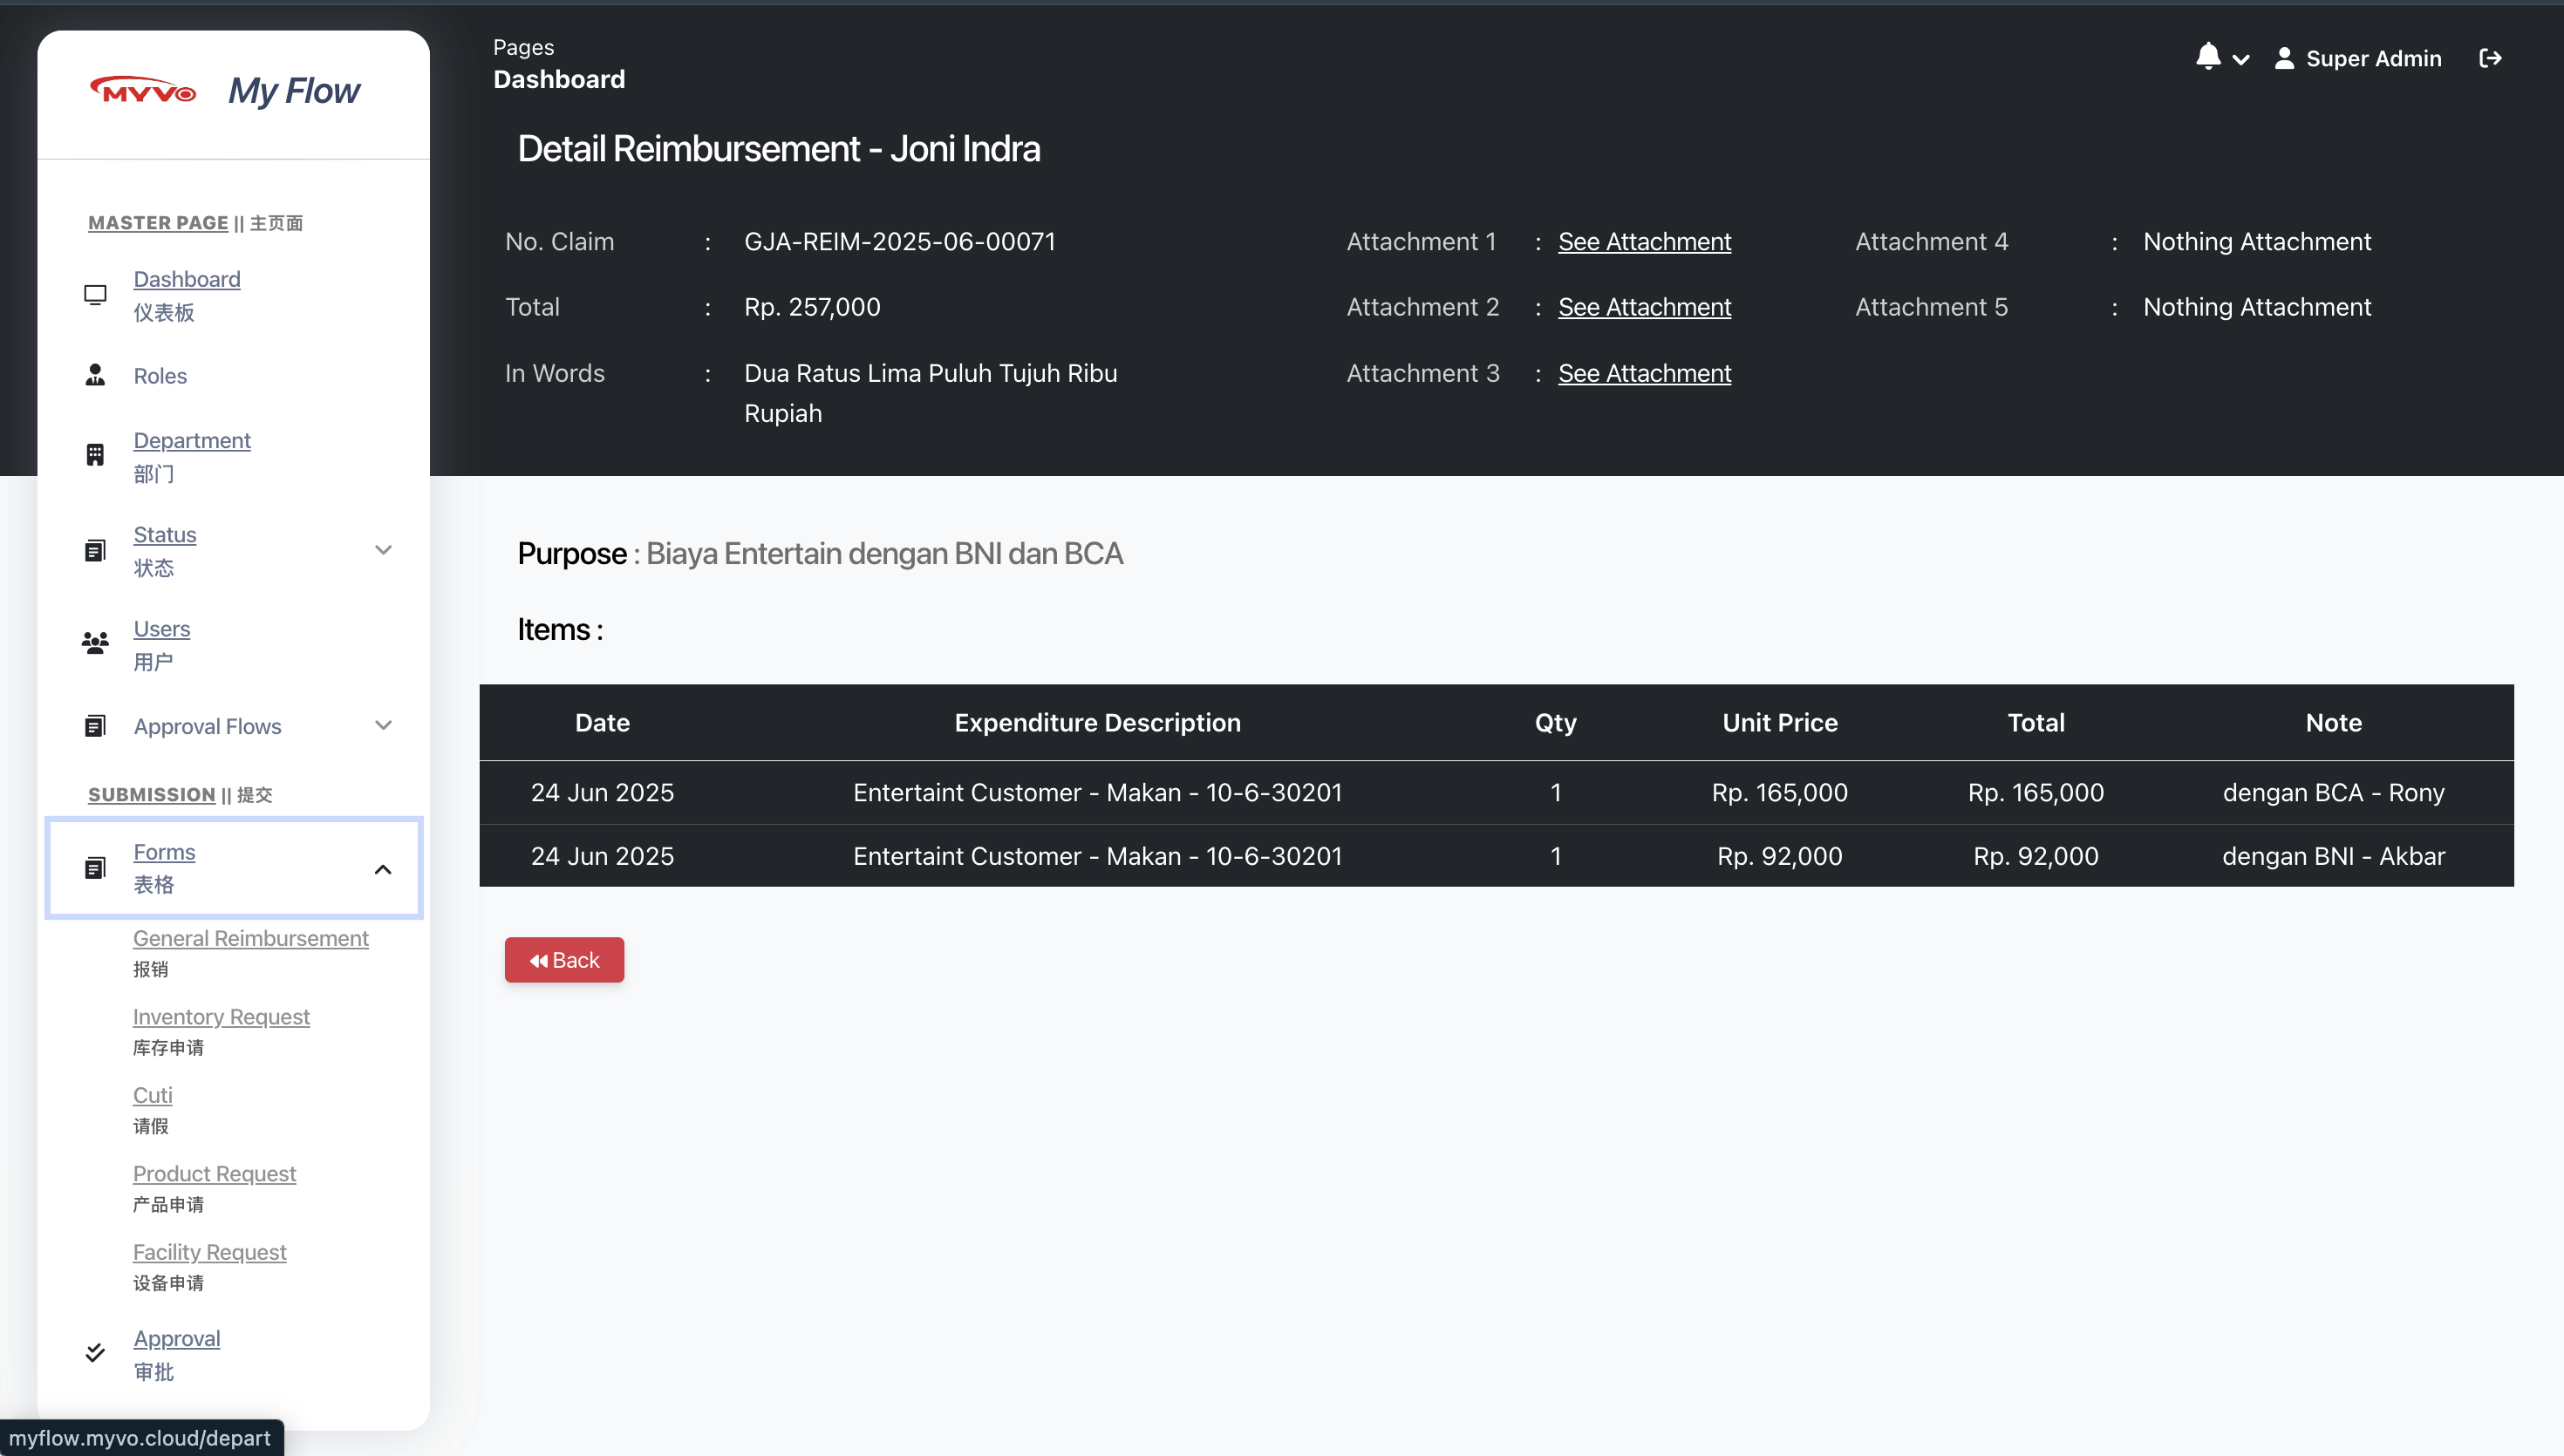 MYVO My Flow
MASTER PAGE || 主页面
Dashboard
仪表板
Roles
Department
部门
Status
状态
Users
用户
Approval Flows
SUBMISSION || 提交
Forms
表格
General Reimbursement
报销
Inventory Request
库存申请
Cuti
请假
Product Request
产品申请
Facility Request
设备申请
Approval
审批
myflow.myvo.cloud/depart
Pages
Dashboard
Super Admin
Detail Reimbursement - Joni Indra
No. Claim : GJA-REIM-2025-06-00071 Attachment 1 : See Attachment Attachment 4 : Nothing Attachment
Total : Rp. 257,000 Attachment 2 : See Attachment Attachment 5 : Nothing Attachment
In Words : Dua Ratus Lima Puluh Tujuh Ribu Attachment 3 : See Attachment
Rupiah
Purpose : Biaya Entertain dengan BNI dan BCA
Items :
Date Expenditure Description Qty Unit Price Total Note
24 Jun 2025 Entertaint Customer - Makan - 10-6-30201 1 Rp. 165,000 Rp. 165,000 dengan BCA - Rony
24 Jun 2025 Entertaint Customer - Makan - 10-6-30201 1 Rp. 92,000 Rp. 92,000 dengan BNI - Akbar
Back